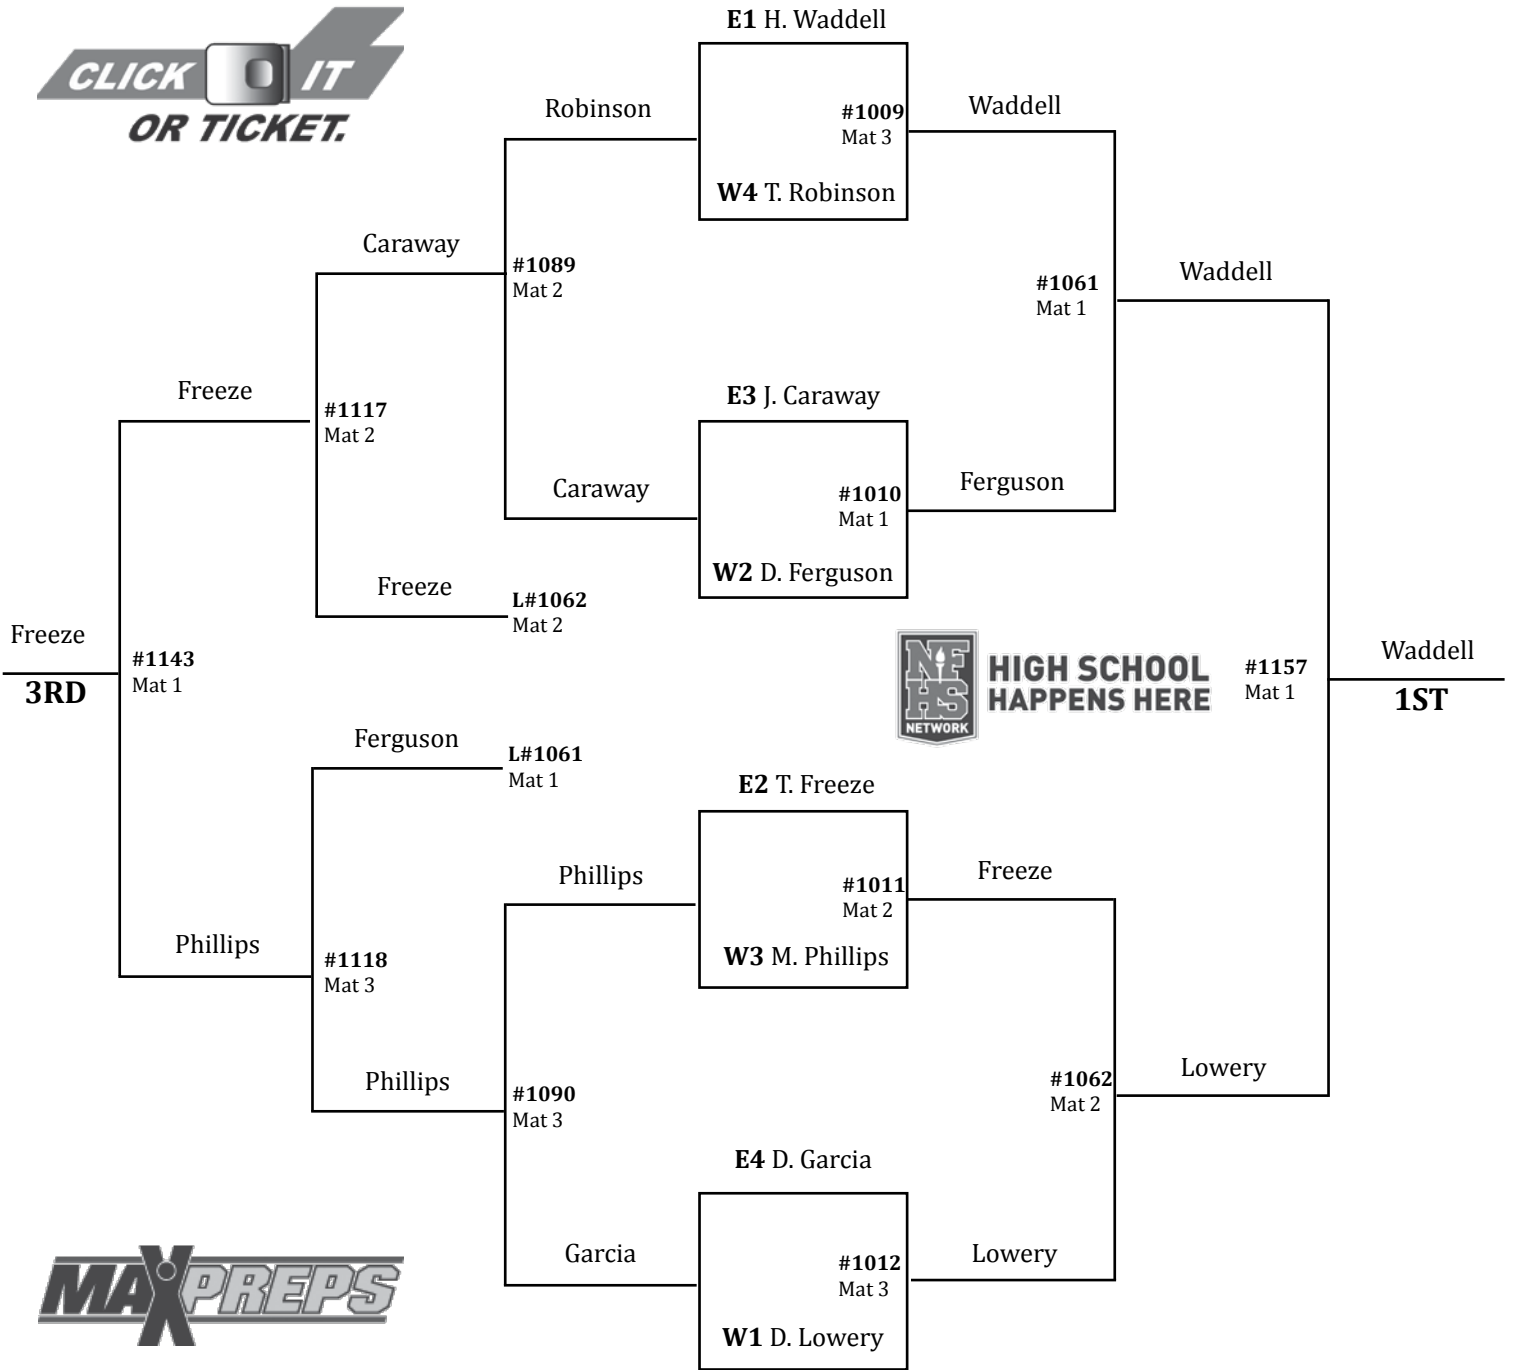 E1 H. Waddell
CLICK IT
OR TICKET.
Robinson
#1009
Mat 3
Waddell
W4 T. Robinson
Caraway
#1089
Mat 2
#1061
Mat 1
Waddell
Freeze
#1117
Mat 2
E3 J. Caraway
Caraway
#1010
Mat 1
Ferguson
W2 D. Ferguson
Freeze
L#1062
Mat 2
Freeze
3RD
#1143
Mat 1
NFHS
NETWORK
HIGH SCHOOL
HAPPENS HERE
#1157
Mat 1
Waddell
1ST
Ferguson
L#1061
Mat 1
E2 T. Freeze
Phillips
#1011
Mat 2
Freeze
W3 M. Phillips
Phillips
#1118
Mat 3
Phillips
#1090
Mat 3
#1062
Mat 2
Lowery
E4 D. Garcia
Garcia
#1012
Mat 3
Lowery
W1 D. Lowery
MAXPREPS